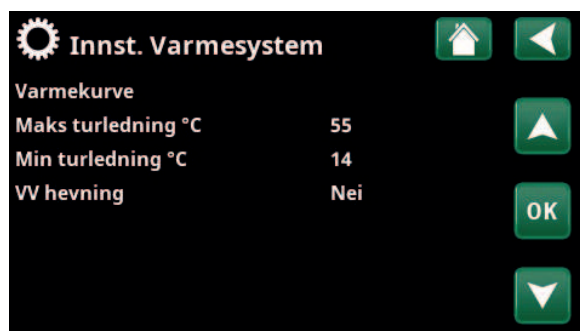 Innst. Varmesystem
Varmekurve
Maks turledning °C 55
Min turledning °C 14
VV hevning Nei
OK